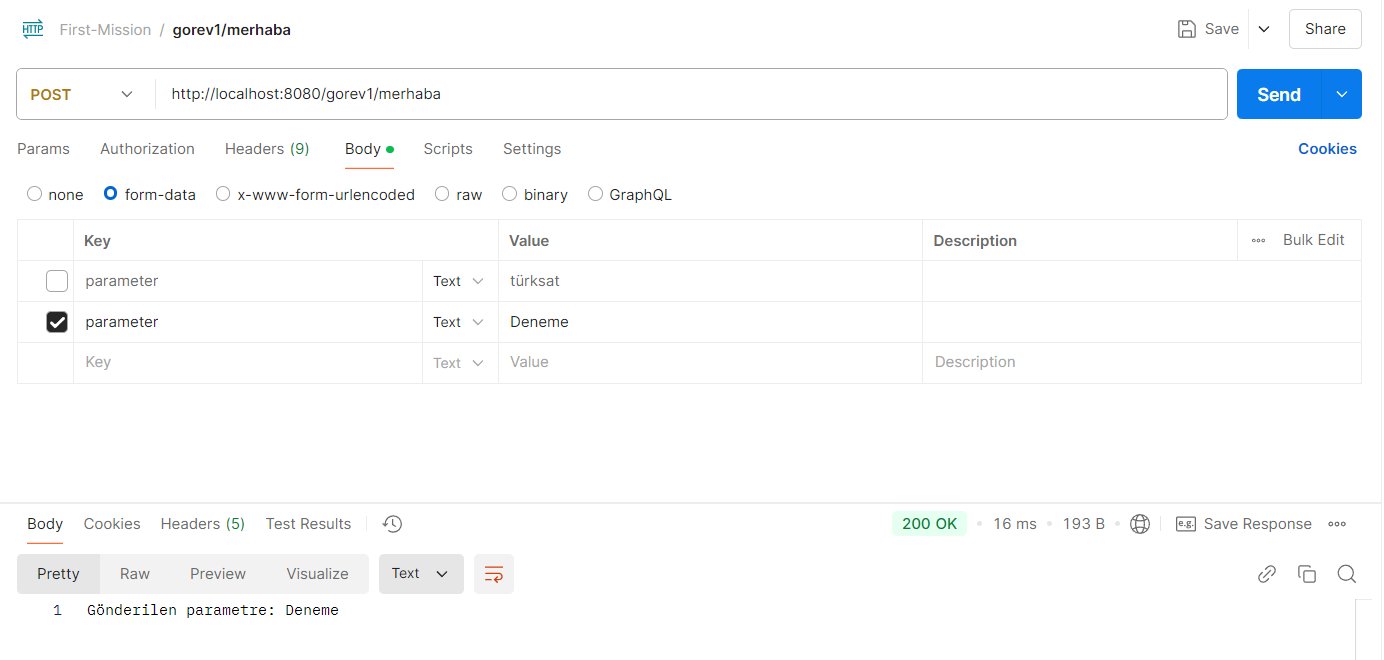 HTTP First-Mission / gorev1/merhaba Save Share
POST http://localhost:8080/gorev1/merhaba Send
Params Authorization Headers (9) Body Scripts Settings Cookies
none form-data x-www-form-urlencoded raw binary GraphQL
Key Value Description Bulk Edit
parameter Text türksat
parameter Text Deneme
Key Text Value Description
Body Cookies Headers (5) Test Results 200 OK 16 ms 193 B e.g. Save Response
Pretty Raw Preview Visualize Text
1 Gönderilen parametre: Deneme